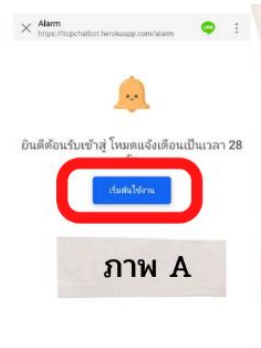 Alarm
https://fcpchatbot.herokuapp.com/alarm
ยินดีต้อนรับเข้าสู่ โหมดแจ้งเตือนเป็นเวลา 28
เริ่มต้นใช้งาน
ภาพ A